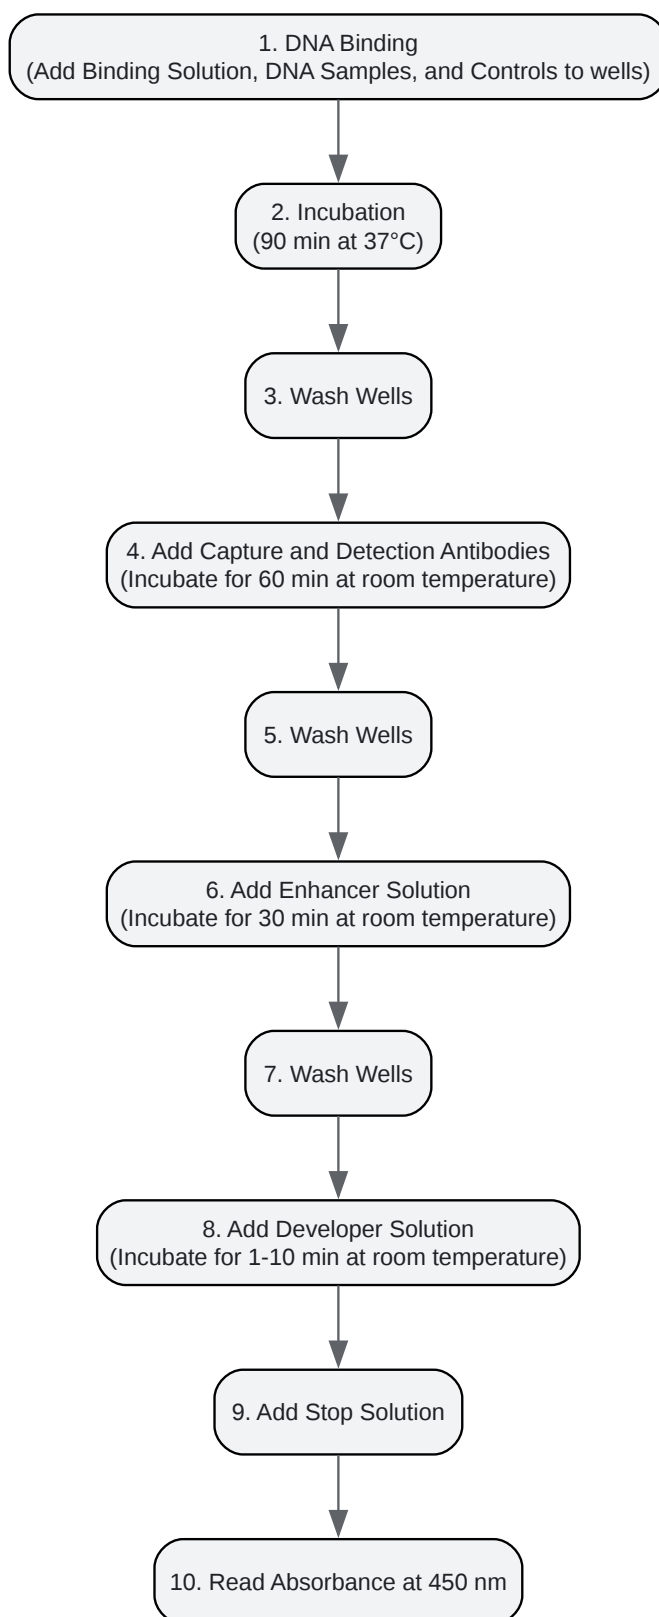 1. DNA Binding
(Add Binding Solution, DNA Samples, and Controls to wells)
2. Incubation
(90 min at 37°C)
3. Wash Wells
4. Add Capture and Detection Antibodies
(Incubate for 60 min at room temperature)
5. Wash Wells
6. Add Enhancer Solution
(Incubate for 30 min at room temperature)
7. Wash Wells
8. Add Developer Solution
(Incubate for 1-10 min at room temperature)
9. Add Stop Solution
10. Read Absorbance at 450 nm